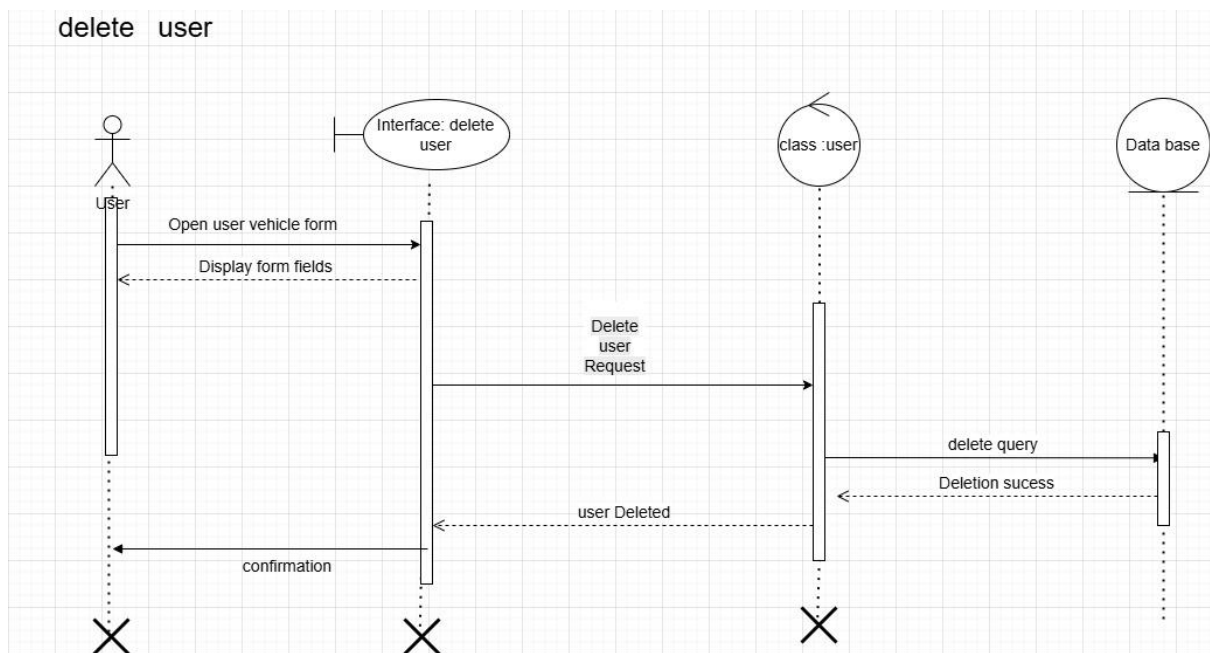 delete user
Interface: delete
user
class :user
Data base
User
Open user vehicle form
Display form fields
Delete
user
Request
delete query
Deletion sucess
user Deleted
confirmation